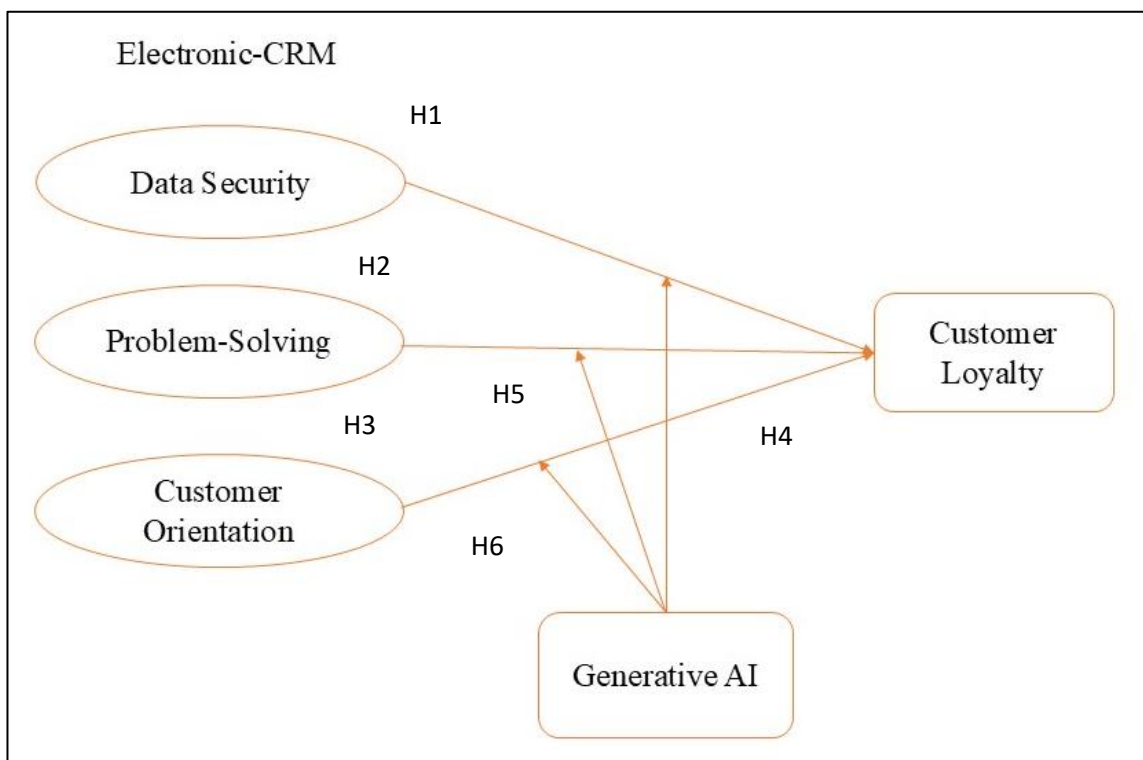 Electronic-CRM
H1
Data Security
H2
Problem-Solving
Customer
Loyalty
H5
H3
H4
Customer
Orientation
H6
Generative AI